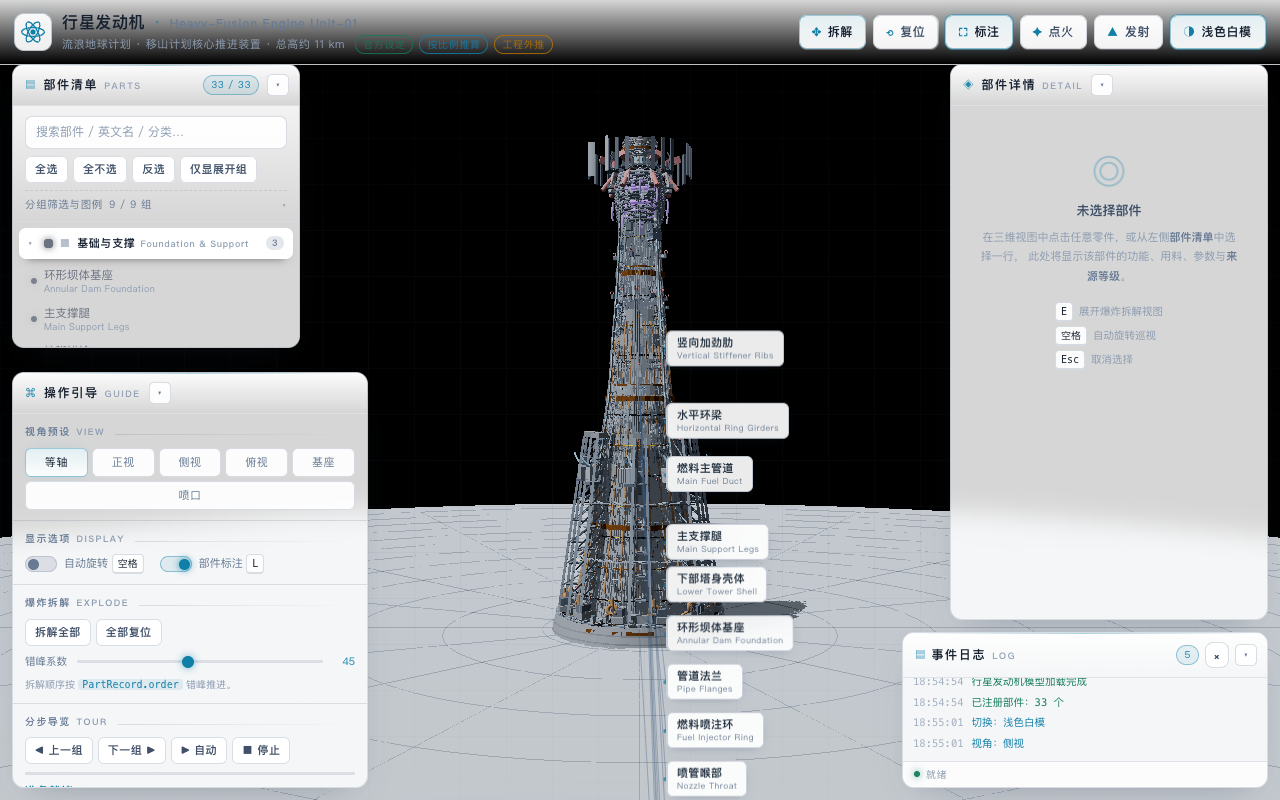 行星发动机 · Heavy-Fusion Engine Unit-01
流浪地球计划 · 移山计划核心推进装置 · 总高约 11 km 官方设定 按比例推算 工程外推
拆解 复位 标注 点火 发射 浅色白模
部件清单 PARTS 33 / 33
搜索部件 / 英文名 / 分类...
全选 全不选 反选 仅显展开组
分组筛选与图例 9 / 9 组
基础与支撑 Foundation & Support 3
环形坝体基座
Annular Dam Foundation
主支撑腿
Main Support Legs
操作引导 GUIDE
视角预设 VIEW
等轴 正视 侧视 俯视 基座
喷口
显示选项 DISPLAY
自动旋转 空格 部件标注 L
爆炸拆解 EXPLODE
拆解全部 全部复位
错峰系数 45
拆解顺序按 PartRecord.order 错峰推进。
分步导览 TOUR
◀ 上一组 下一组 ▶ ▶ 自动 ■ 停止
竖向加劲肋
Vertical Stiffener Ribs
水平环梁
Horizontal Ring Girders
燃料主管道
Main Fuel Duct
主支撑腿
Main Support Legs
下部塔身壳体
Lower Tower Shell
环形坝体基座
Annular Dam Foundation
管道法兰
Pipe Flanges
燃料喷注环
Fuel Injector Ring
喷管喉部
Nozzle Throat
部件详情 DETAIL
未选择部件
在三维视图中点击任意零件，或从左侧部件清单中选
择一行， 此处将显示该部件的功能、用料、参数与来
源等级。
E 展开爆炸拆解视图
空格 自动旋转巡视
Esc 取消选择
事件日志 LOG 5 ×
18:54:54 行星发动机模型加载完成
18:54:54 已注册部件: 33 个
18:55:01 切换: 浅色白模
18:55:01 视角: 侧视
就绪